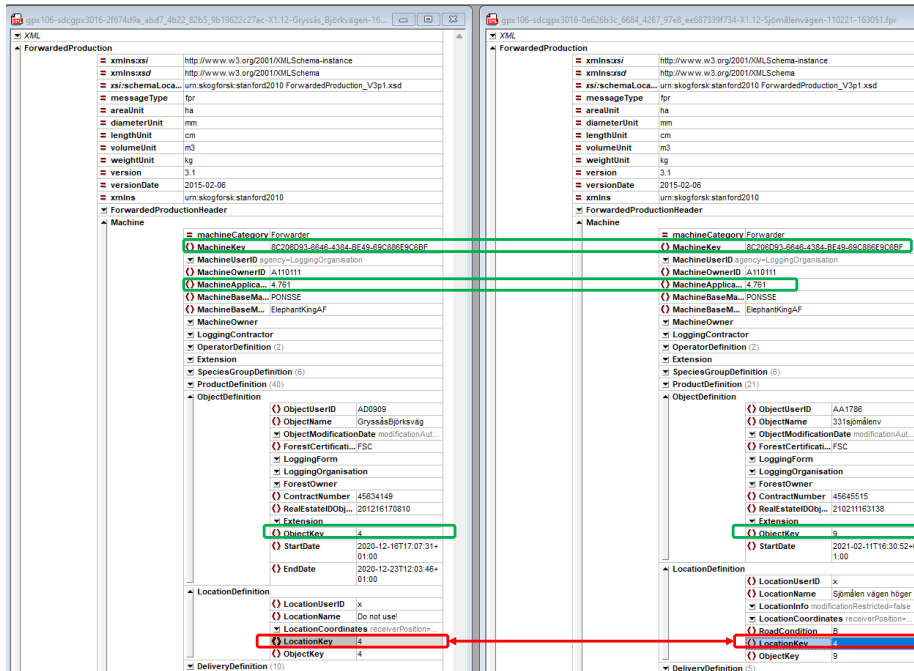 gpx106-sdcgpx3016-2f674d9a_abd7_4b22_82b5_9b19622c27ac-X1.12-Gryssås_Björkvägen-16...
XML
ForwardedProduction
xmlns:xsi http://www.w3.org/2001/XMLSchema-instance
xmlns:xsd http://www.w3.org/2001/XMLSchema
xsi:schemaLoca... urn:skogforsk:stanford2010 ForwardedProduction_V3p1.xsd
messageType fpr
areaUnit ha
diameterUnit mm
lengthUnit cm
volumeUnit m3
weightUnit kg
version 3.1
versionDate 2015-02-06
xmlns urn:skogforsk:stanford2010
ForwardedProductionHeader
Machine
machineCategory Forwarder
MachineKey 8C206D93-6646-4384-BE49-69C886E9C6BF
MachineUserID agency=LoggingOrganisation
MachineOwnerID A110111
MachineApplica... 4.761
MachineBaseMa... PONSSE
MachineBaseM... ElephantKingAF
MachineOwner
LoggingContractor
OperatorDefinition (2)
Extension
SpeciesGroupDefinition (6)
ProductDefinition (40)
ObjectDefinition
ObjectUserID AD0909
ObjectName GryssåsBjörksväg
ObjectModificationDate modificationAut...
ForestCertificati... FSC
LoggingForm
LoggingOrganisation
ForestOwner
ContractNumber 45634149
RealEstateIDObj... 201216170810
Extension
ObjectKey 4
StartDate 2020-12-16T17:07:31+
01:00
EndDate 2020-12-23T12:03:46+
01:00
LocationDefinition
LocationUserID x
LocationName Do not use!
LocationCoordinates receiverPosition=...
LocationKey 4
ObjectKey 4
DeliveryDefinition (10)
gpx106-sdcgpx3016-0e626b3c_6684_4267_97e8_ee687339f734-X1.12-Sjömålenvägen-110221-163051.fpr
XML
ForwardedProduction
xmlns:xsi http://www.w3.org/2001/XMLSchema-instance
xmlns:xsd http://www.w3.org/2001/XMLSchema
xsi:schemaLoca... urn:skogforsk:stanford2010 ForwardedProduction_V3p1.xsd
messageType fpr
areaUnit ha
diameterUnit mm
lengthUnit cm
volumeUnit m3
weightUnit kg
version 3.1
versionDate 2015-02-06
xmlns urn:skogforsk:stanford2010
ForwardedProductionHeader
Machine
machineCategory Forwarder
MachineKey 8C206D93-6646-4384-BE49-69C886E9C6BF
MachineUserID agency=LoggingOrganisation
MachineOwnerID A110111
MachineApplica... 4.761
MachineBaseMa... PONSSE
MachineBaseM... ElephantKingAF
MachineOwner
LoggingContractor
OperatorDefinition (2)
Extension
SpeciesGroupDefinition (6)
ProductDefinition (21)
ObjectDefinition
ObjectUserID AA1786
ObjectName 331sjömålenv
ObjectModificationDate modificationAut...
ForestCertificati... FSC
LoggingForm
LoggingOrganisation
ForestOwner
ContractNumber 45645515
RealEstateIDObj... 210211163138
Extension
ObjectKey 9
StartDate 2021-02-11T16:30:52+0
1:00
LocationDefinition
LocationUserID x
LocationName Sjömålen vägen höger
LocationInfo modificationRestricted=false
LocationCoordinates receiverPosition=...
RoadCondition B
LocationKey 4
ObjectKey 9
DeliveryDefinition (5)